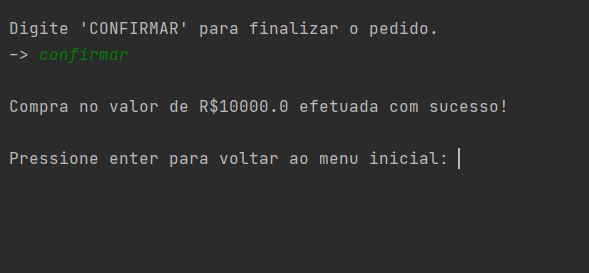 Digite 'CONFIRMAR' para finalizar o pedido.
-> confirmar
Compra no valor de R$10000.0 efetuada com sucesso!
Pressione enter para voltar ao menu inicial: